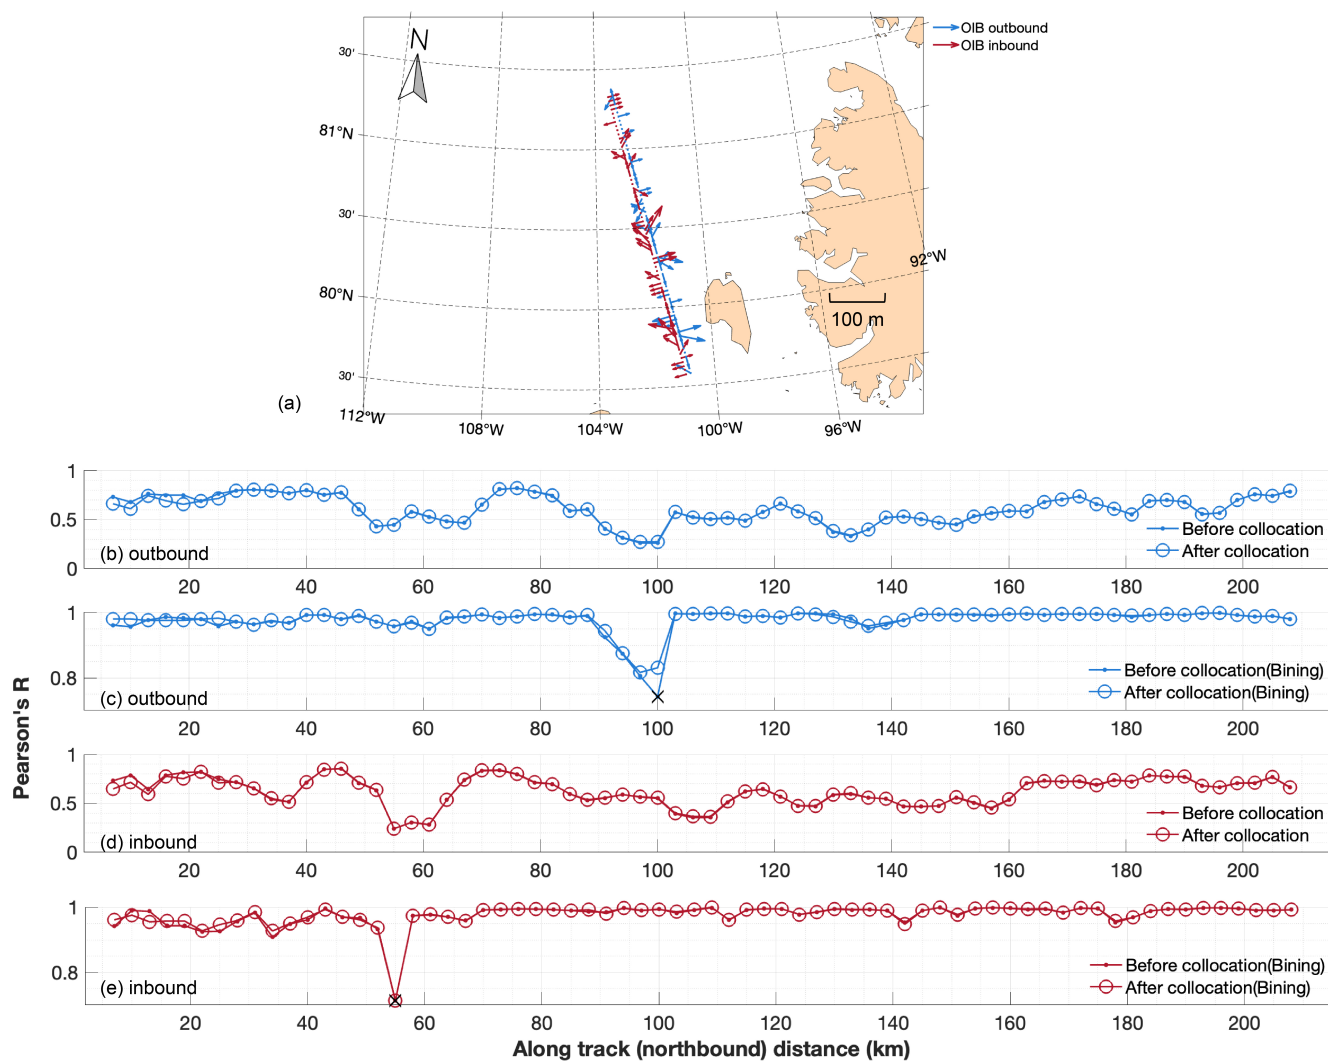 N
OIB outbound
OIB inbound
30'
81°N
30'
80°N
30'
92°W
100 m
(a)
112°W
108°W
104°W
100°W
96°W
Pearson's R
1
0.5
0
(b) outbound
Before collocation
After collocation
20 40 60 80 100 120 140 160 180 200
1
0.8
(c) outbound
Before collocation(Bining)
After collocation(Bining)
20 40 60 80 100 120 140 160 180 200
1
0.5
0
(d) inbound
Before collocation
After collocation
20 40 60 80 100 120 140 160 180 200
1
0.8
(e) inbound
Before collocation(Bining)
After collocation(Bining)
20 40 60 80 100 120 140 160 180 200
Along track (northbound) distance (km)